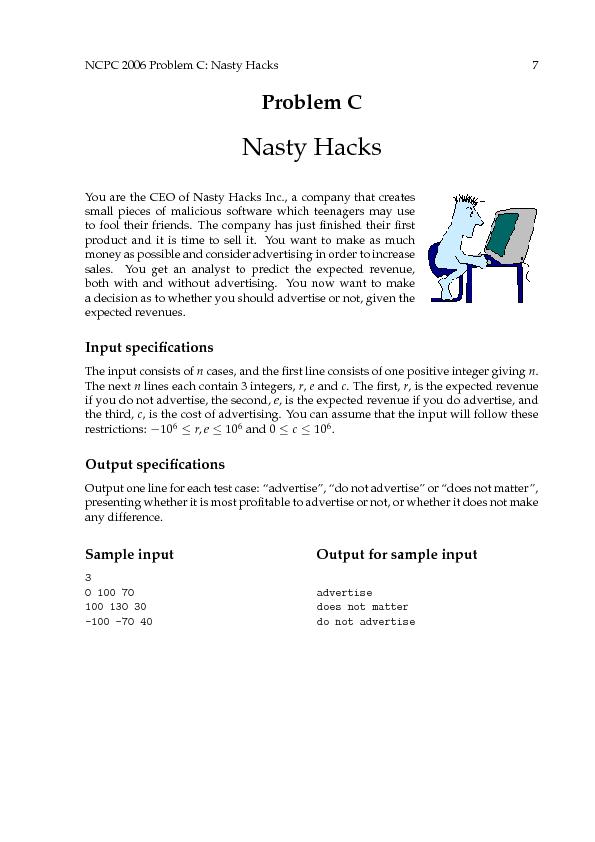 NCPC 2006 Problem C: Nasty Hacks 7
Problem C
Nasty Hacks
You are the CEO of Nasty Hacks Inc., a company that creates
small pieces of malicious software which teenagers may use
to fool their friends. The company has just finished their first
product and it is time to sell it. You want to make as much
money as possible and consider advertising in order to increase
sales. You get an analyst to predict the expected revenue,
both with and without advertising. You now want to make
a decision as to whether you should advertise or not, given the
expected revenues.
Input specifications
The input consists of n cases, and the first line consists of one positive integer giving n.
The next n lines each contain 3 integers, r, e and c. The first, r, is the expected revenue
if you do not advertise, the second, e, is the expected revenue if you do advertise, and
the third, c, is the cost of advertising. You can assume that the input will follow these
restrictions: −10⁶ ≤ r, e ≤ 10⁶ and 0 ≤ c ≤ 10⁶.
Output specifications
Output one line for each test case: “advertise”, “do not advertise” or “does not matter”,
presenting whether it is most profitable to advertise or not, or whether it does not make
any difference.
Sample input Output for sample input
3
0 100 70 advertise
100 130 30 does not matter
-100 -70 40 do not advertise